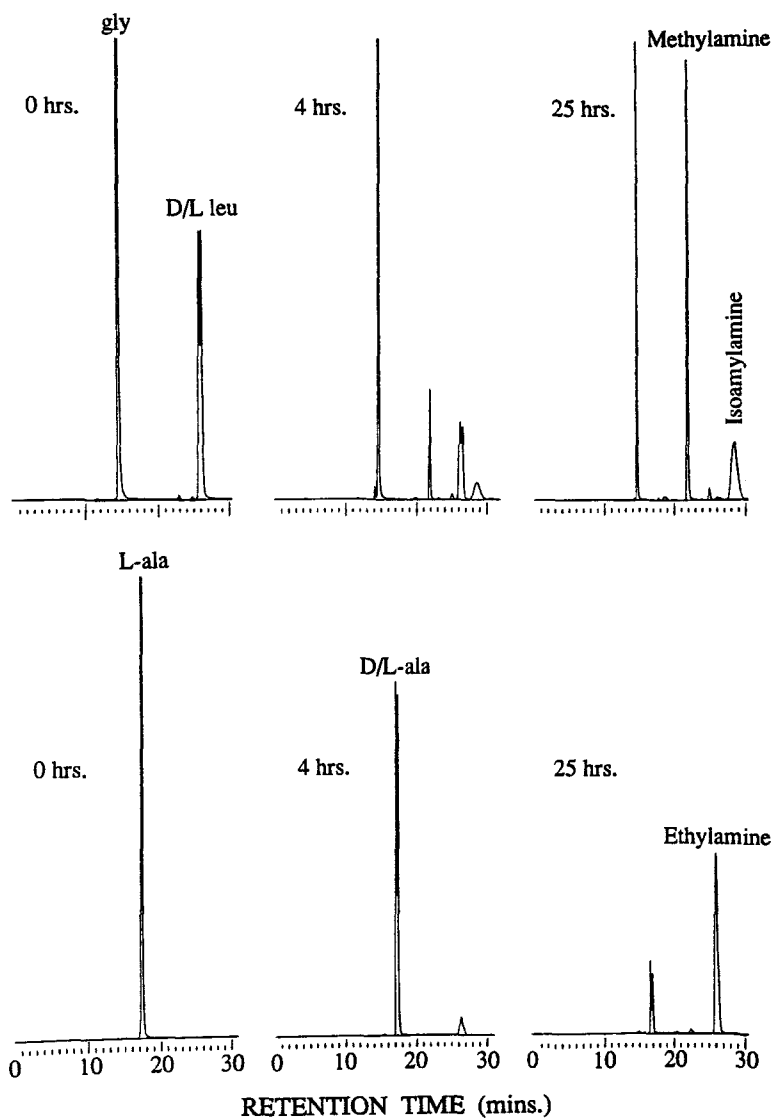 gly
Methylamine
0 hrs.
4 hrs.
25 hrs.
D/L leu
Isoamylamine
L-ala
D/L-ala
0 hrs.
4 hrs.
25 hrs.
Ethylamine
0 10 20 30
0 10 20 30
0 10 20 30
RETENTION TIME (mins.)